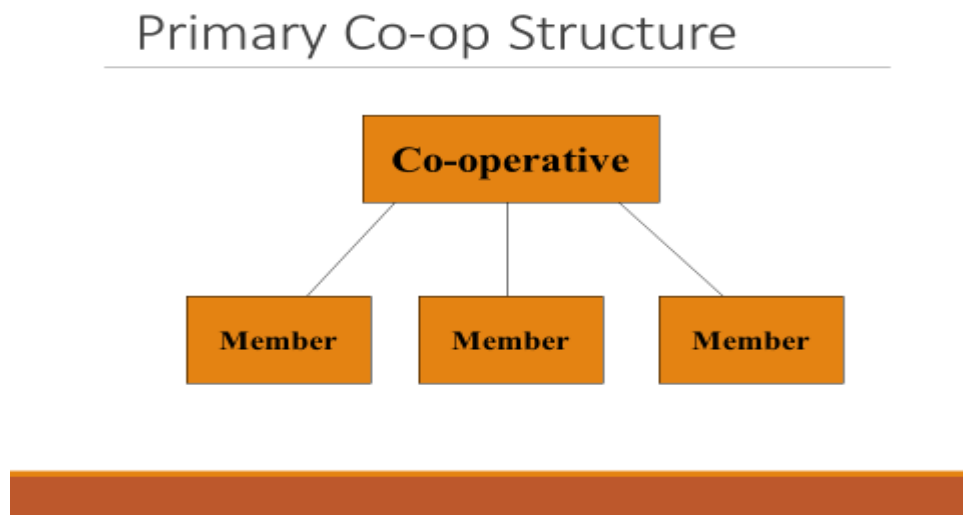 Primary Co-op Structure
Co-operative
Member
Member
Member